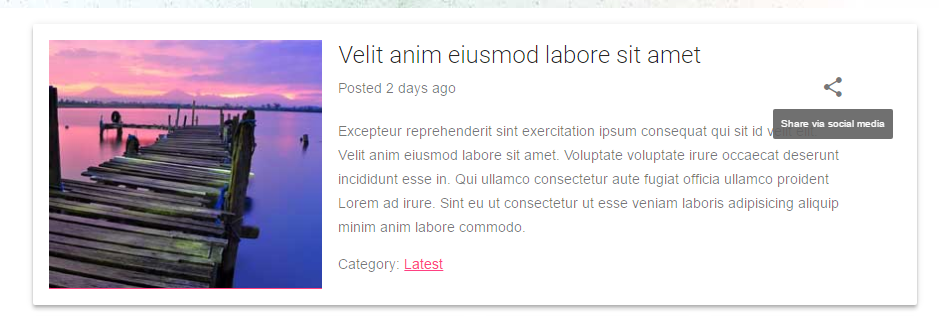 Velit anim eiusmod labore sit amet
Posted 2 days ago
Share via social media
Excepteur reprehenderit sint exercitation ipsum consequat qui sit id
Velit anim eiusmod labore sit amet. Voluptate voluptate irure occaecat deserunt
incididunt esse in. Qui ullamco consectetur aute fugiat officia ullamco proident
Lorem ad irure. Sint eu ut consectetur ut esse veniam laboris adipisicing aliquip
minim anim labore commodo.
Category: Latest